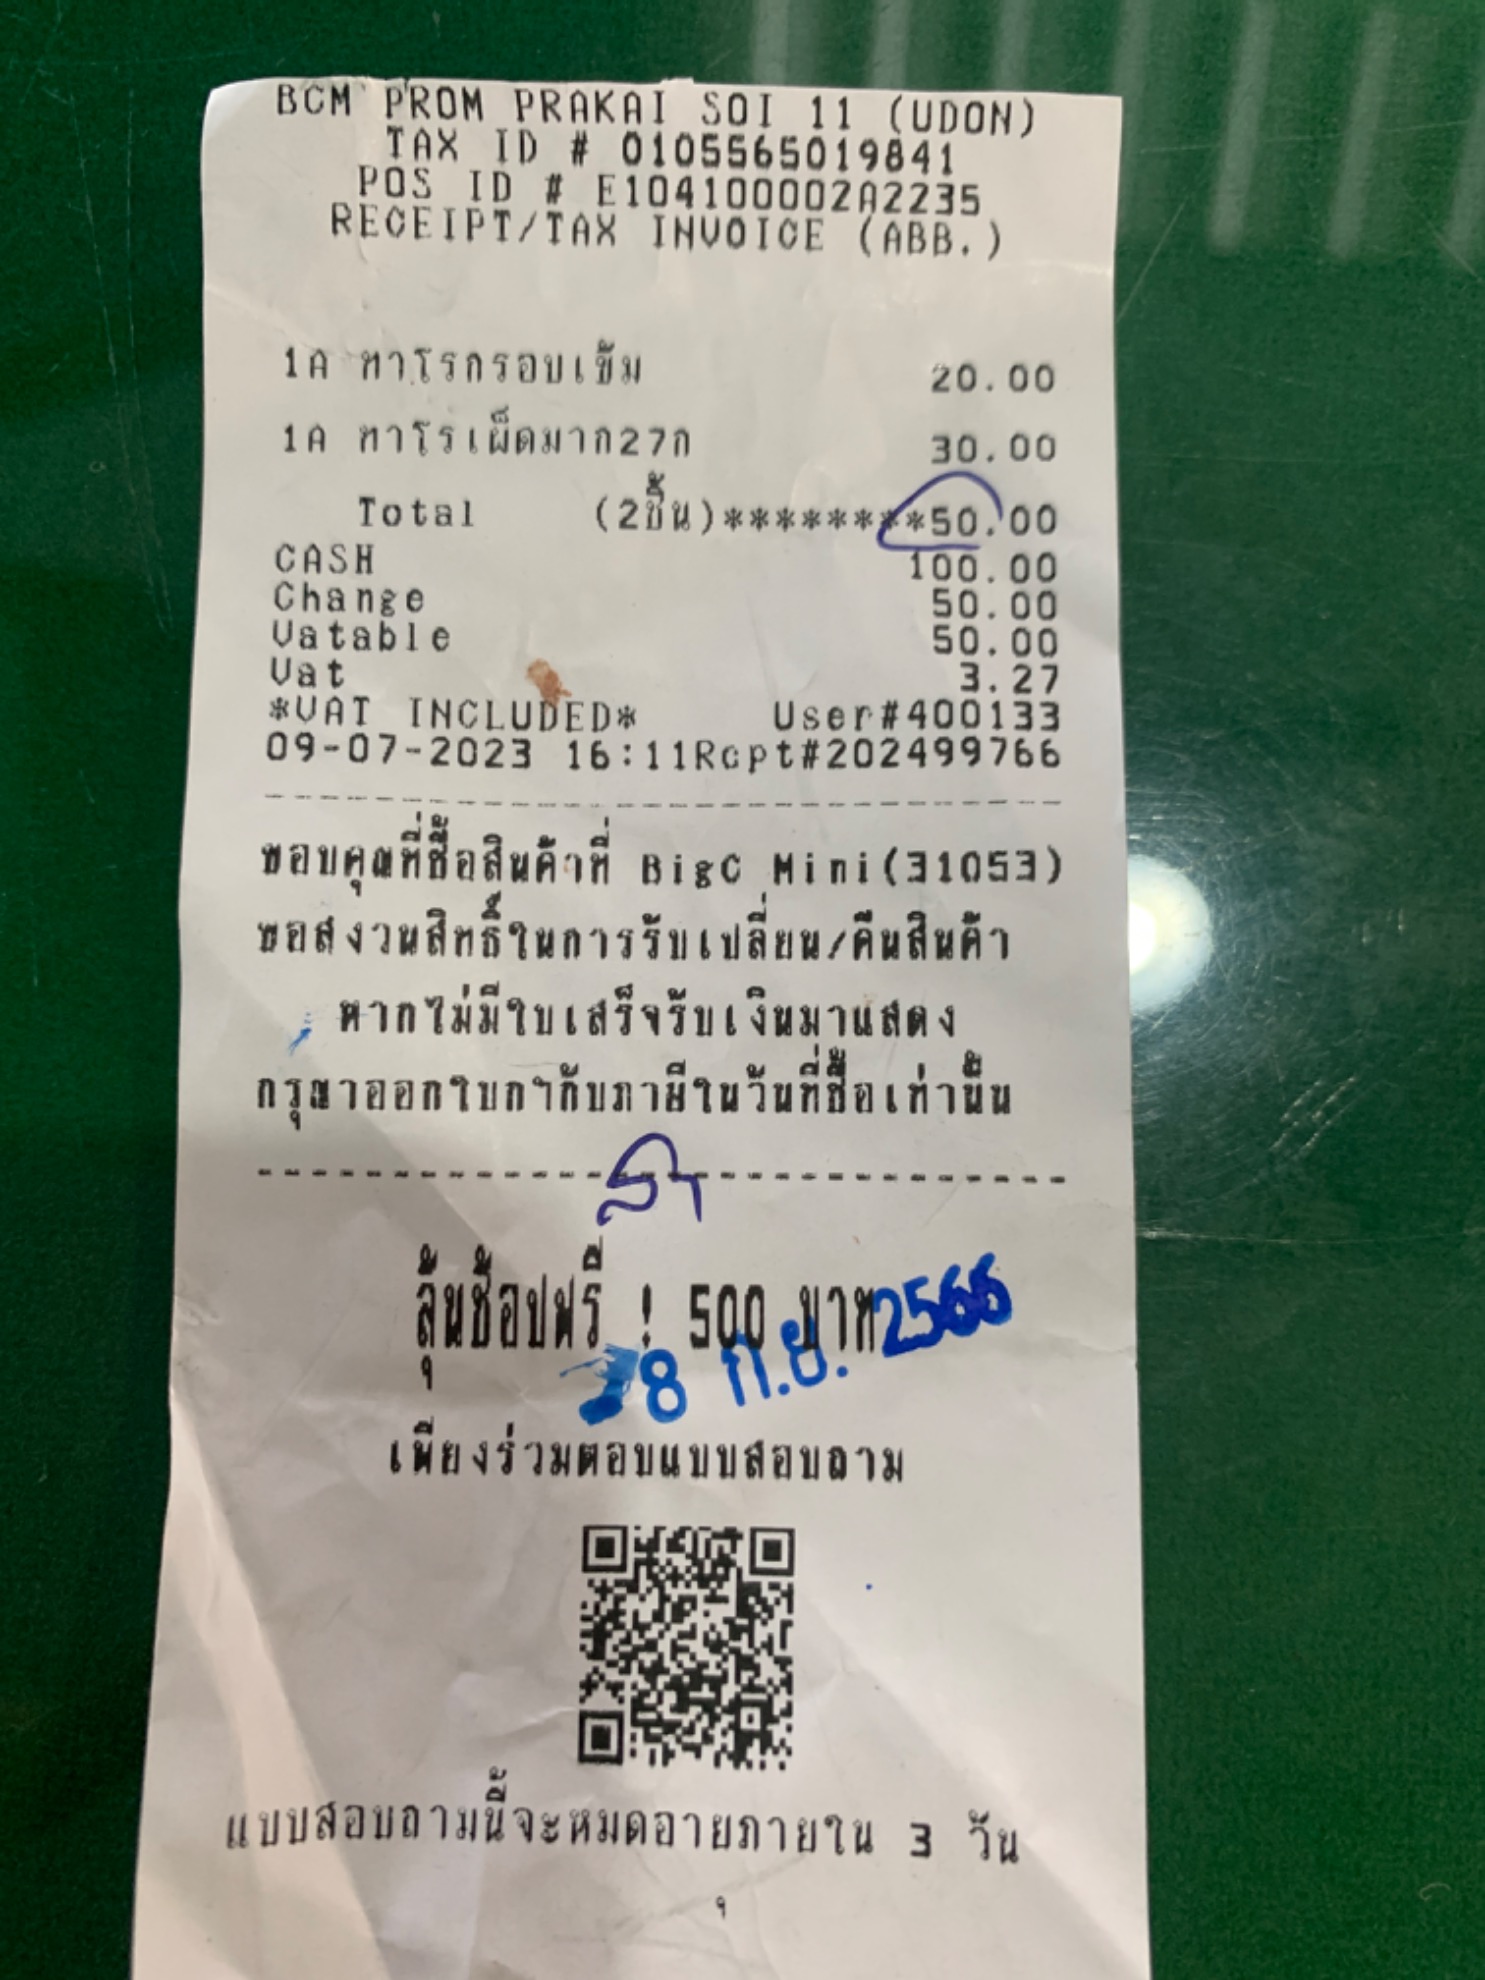 BCM PROM PRAKAI SOI 11 (UDON)
TAX ID # 0105565019841
POS ID # E104100002A2235
RECEIPT/TAX INVOICE (ABB.)
1A ทาโรกรอบเข้ม 20.00
1A ทาโรเผ็ดมาก27ก 30.00
Total (2ชิ้น)********50.00
CASH 100.00
Change 50.00
Vatable 50.00
Vat 3.27
*VAT INCLUDED* User#400133
09-07-2023 16:11Rcpt#202499766
ขอบคุณที่ซื้อสินค้าที่ BigC Mini(31053)
ขอสงวนสิทธิ์ในการรับเปลี่ยน/คืนสินค้า
หากไม่มีใบเสร็จรับเงินมาแสดง
กรุณาออกใบกำกับภาษีในวันที่ซื้อเท่านั้น
ลุ้นช้อปฟรี ! 500 บาท
8 ก.ย. 2566
เพียงร่วมตอบแบบสอบถาม
แบบสอบถามนี้จะหมดอายุภายใน 3 วัน